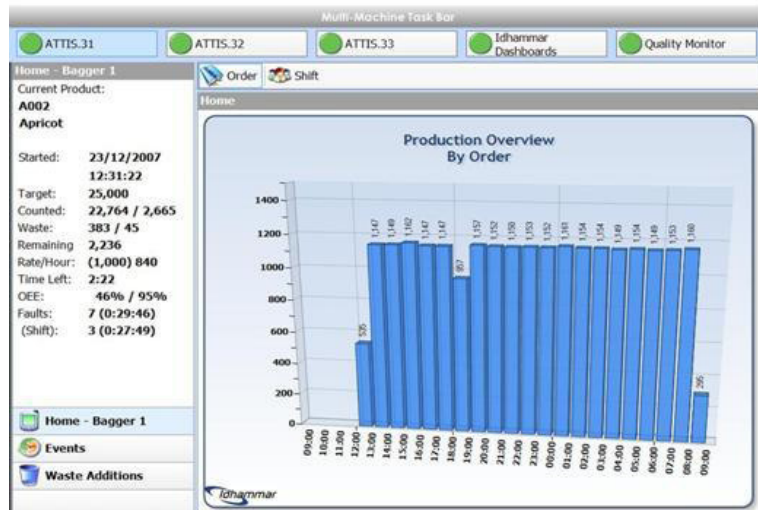 Multi-Machine Task Bar
ATTIS.31
ATTIS.32
ATTIS.33
Idhammar
Dashboards
Quality Monitor
Home - Bagger 1
Current Product:
A002
Apricot
Started: 23/12/2007
12:31:22
Target: 25,000
Counted: 22,764 / 2,665
Waste: 383 / 45
Remaining 2,236
Rate/Hour: (1,000) 840
Time Left: 2:22
OEE: 46% / 95%
Faults: 7 (0:29:46)
(Shift): 3 (0:27:49)
Home - Bagger 1
Events
Waste Additions
Order
Shift
Home
Production Overview
By Order
1400
1200
1000
800
600
400
200
0
535
1,147
1,149
1,162
1,147
1,147
957
1,157
1,152
1,150
1,153
1,152
1,161
1,154
1,154
1,149
1,154
1,149
1,153
1,160
295
09:00
10:00
11:00
12:00
13:00
14:00
15:00
16:00
17:00
18:00
19:00
20:00
21:00
22:00
23:00
00:00
01:00
02:00
03:00
04:00
05:00
06:00
07:00
08:00
09:00
idhammar